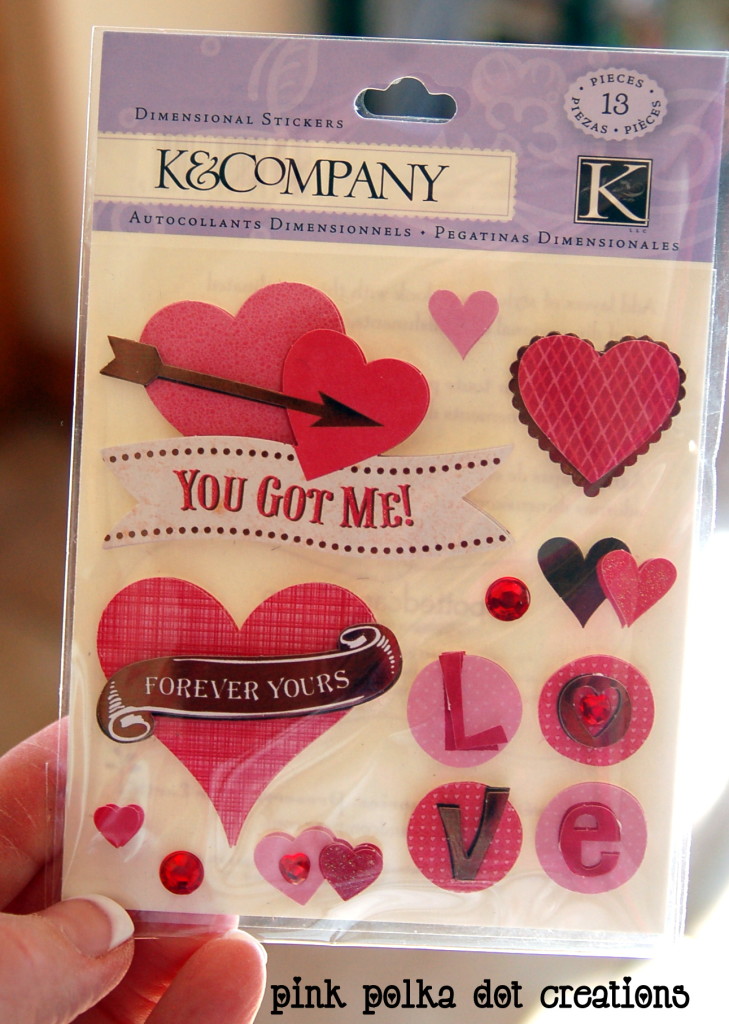 DIMENSIONAL STICKERS
• PIECES •
13
PIEZAS • PIÈCES
K&COMPANY
K
LLC
AUTOCOLLANTS DIMENSIONNELS • PEGATINAS DIMENSIONALES
YOU GOT ME!
FOREVER YOURS
L
V e
pink polka dot creations